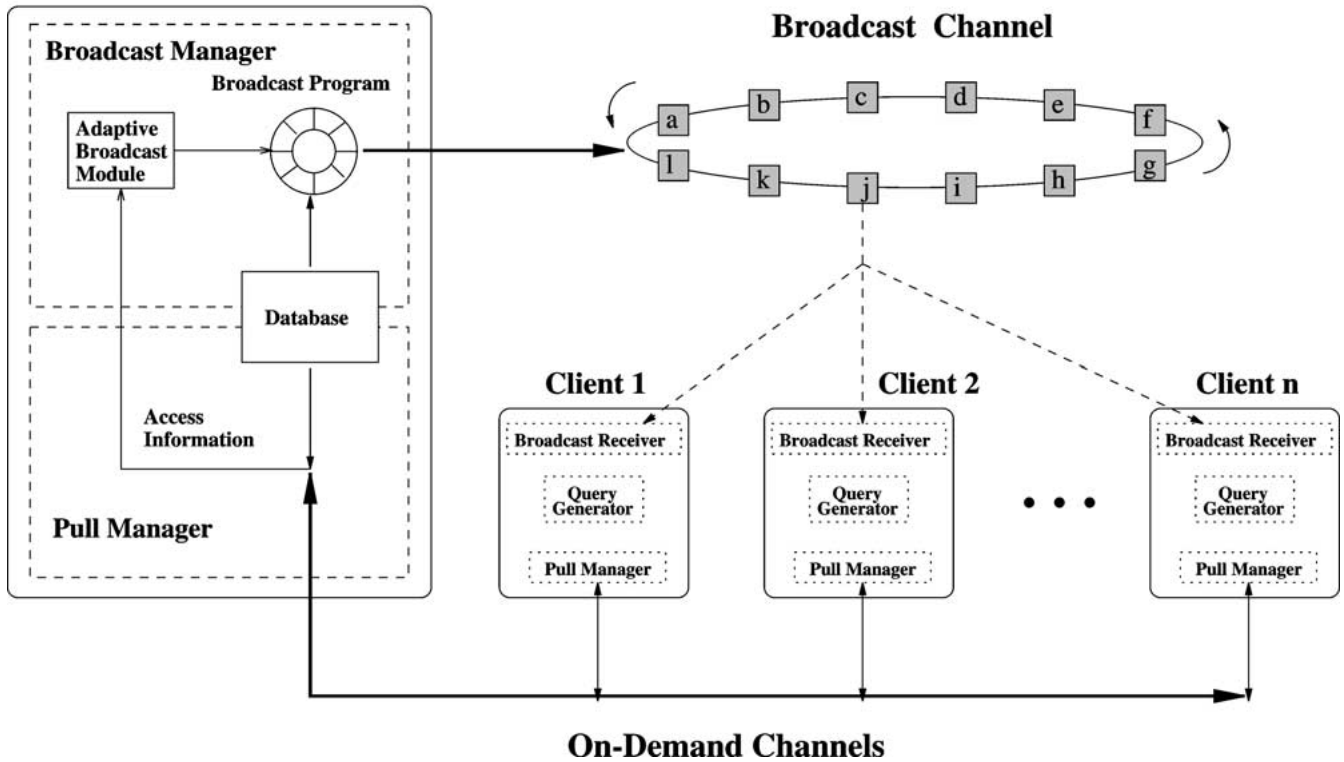 Broadcast Manager
Broadcast Program
Adaptive
Broadcast
Module
Database
Access
Information
Pull Manager
Broadcast Channel
a
b
c
d
e
f
l
k
j
i
h
g
Client 1
Broadcast Receiver
Query
Generator
Pull Manager
Client 2
Broadcast Receiver
Query
Generator
Pull Manager
Client n
Broadcast Receiver
Query
Generator
Pull Manager
On-Demand Channels